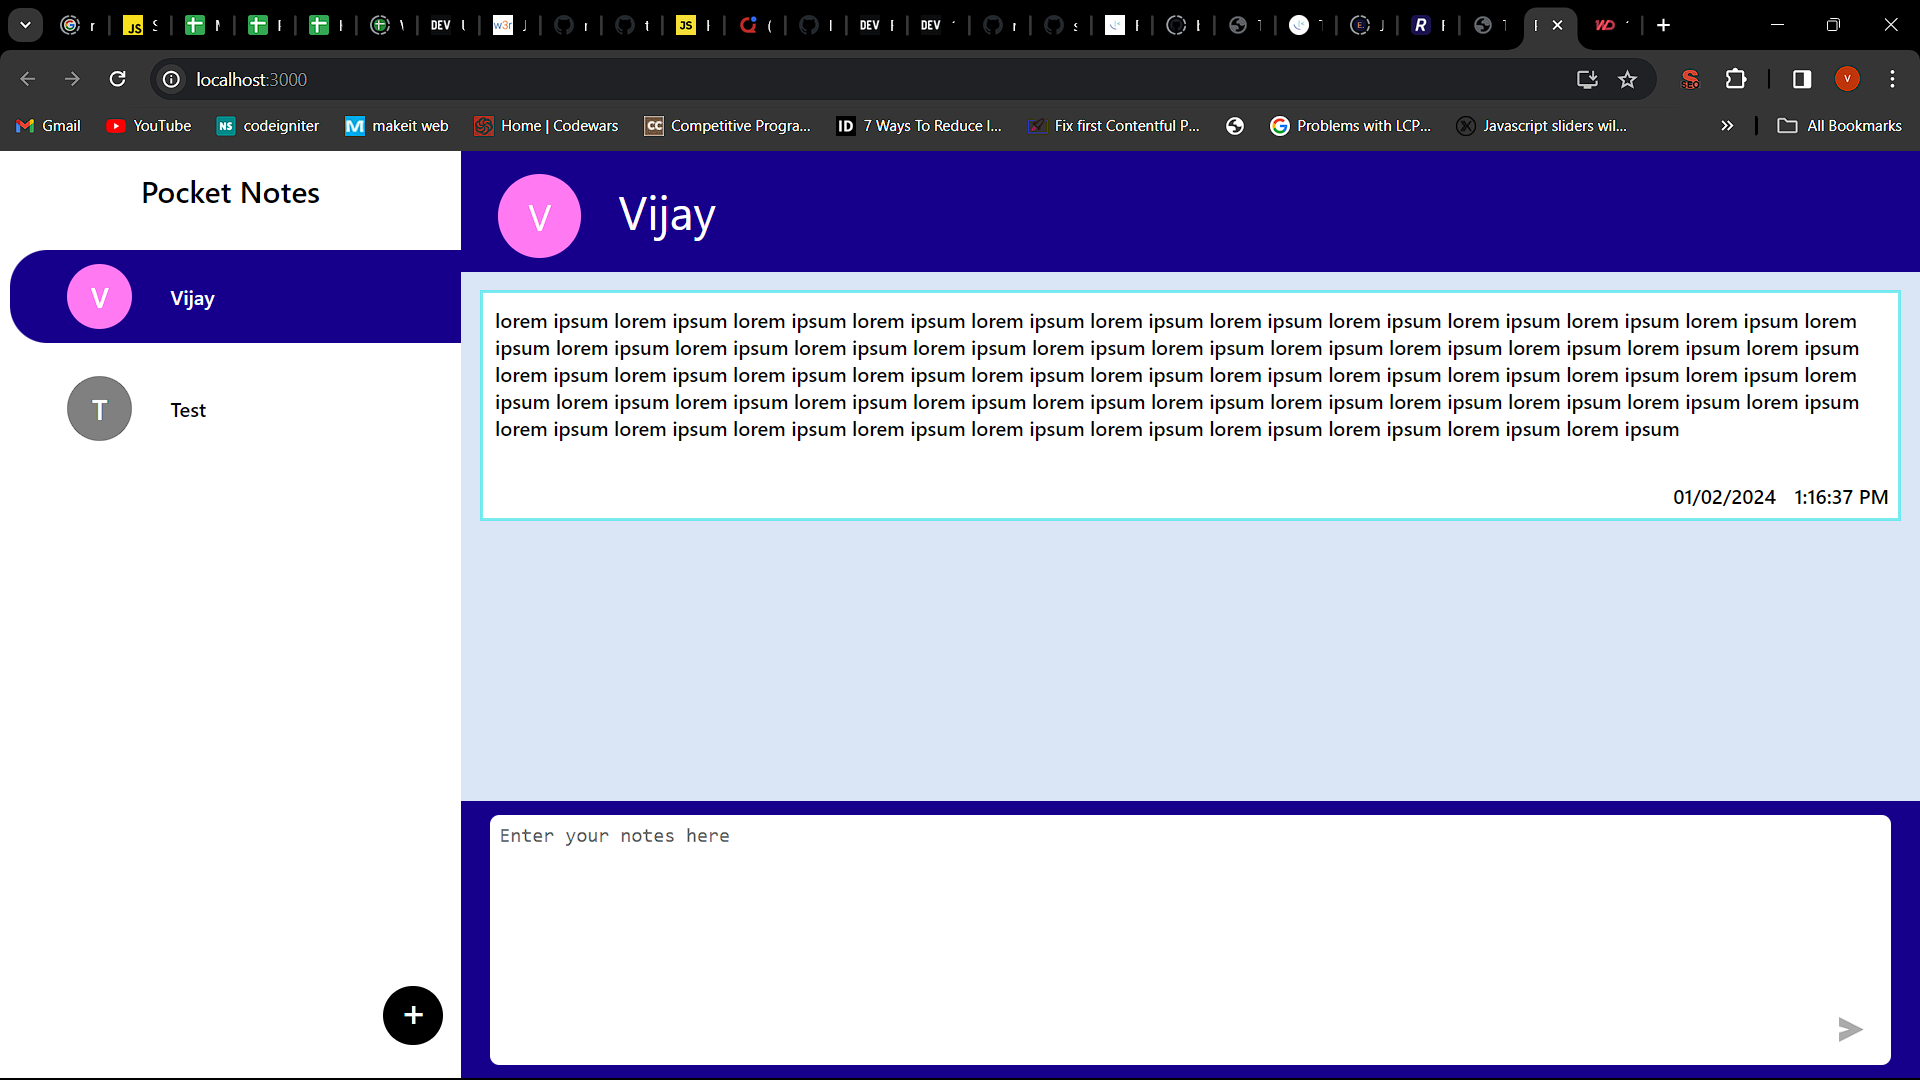 localhost:3000
Gmail YouTube codeigniter makeit web Home | Codewars Competitive Progra... 7 Ways To Reduce I... Fix first Contentful P... Problems with LCP... Javascript sliders wil... All Bookmarks
Pocket Notes
V Vijay
T Test
+
V Vijay
lorem ipsum lorem ipsum lorem ipsum lorem ipsum lorem ipsum lorem ipsum lorem ipsum lorem ipsum lorem ipsum lorem ipsum lorem ipsum lorem
ipsum lorem ipsum lorem ipsum lorem ipsum lorem ipsum lorem ipsum lorem ipsum lorem ipsum lorem ipsum lorem ipsum lorem ipsum lorem ipsum
lorem ipsum lorem ipsum lorem ipsum lorem ipsum lorem ipsum lorem ipsum lorem ipsum lorem ipsum lorem ipsum lorem ipsum lorem ipsum lorem
ipsum lorem ipsum lorem ipsum lorem ipsum lorem ipsum lorem ipsum lorem ipsum lorem ipsum lorem ipsum lorem ipsum lorem ipsum lorem ipsum
lorem ipsum lorem ipsum lorem ipsum lorem ipsum lorem ipsum lorem ipsum lorem ipsum lorem ipsum lorem ipsum lorem ipsum
01/02/2024 1:16:37 PM
Enter your notes here